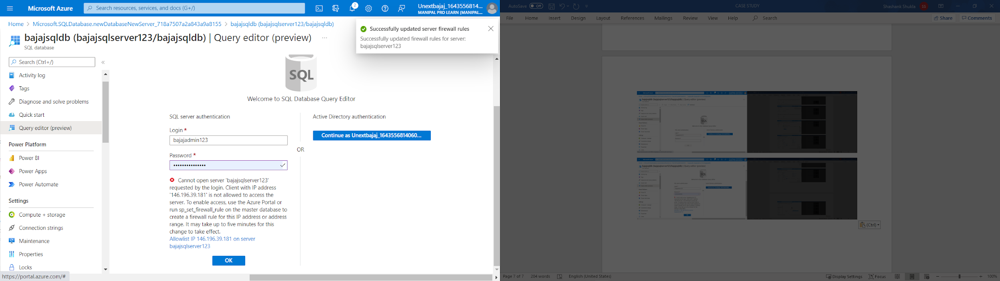 Microsoft Azure
Search resources, services, and docs (G+/)
2
Unextbajaj_1643556814...
MANIPAL PRO LEARN (MANIPAL...
Home > Microsoft.SQLDatabase.newDatabaseNewServer_718a7507a2a843a9a8155 > bajajsqldb (bajajsqlserver123/bajajsqldb)
bajajsqldb (bajajsqlserver123/bajajsqldb) | Query editor (preview) ...
SQL database
Successfully updated server firewall rules
Successfully updated firewall rules for server:
bajajsqlserver123
Search (Ctrl+/)
Activity log
Tags
Diagnose and solve problems
Quick start
Query editor (preview)
Power Platform
Power BI
Power Apps
Power Automate
Settings
Compute + storage
Connection strings
Maintenance
Properties
Locks
https://portal.azure.com/#
SQL
Welcome to SQL Database Query Editor
SQL server authentication
Login *
bajajadmin123
Password *
Cannot open server 'bajajsqlserver123'
requested by the login. Client with IP address
'146.196.39.181' is not allowed to access the
server. To enable access, use the Azure Portal or
run sp_set_firewall_rule on the master database to
create a firewall rule for this IP address or address
range. It may take up to five minutes for this
change to take effect.
Allowlist IP 146.196.39.181 on server
bajajsqlserver123
OK
OR
Active Directory authentication
Continue as Unextbajaj_1643556814060...
AutoSave Off
CASE STUDY
Shashank Shukla SS
File Home Insert Design Layout References Mailings Review View Help Search
Share Comments
(Ctrl)
Page 7 of 7 204 words English (United States)
Display Settings Focus 100%